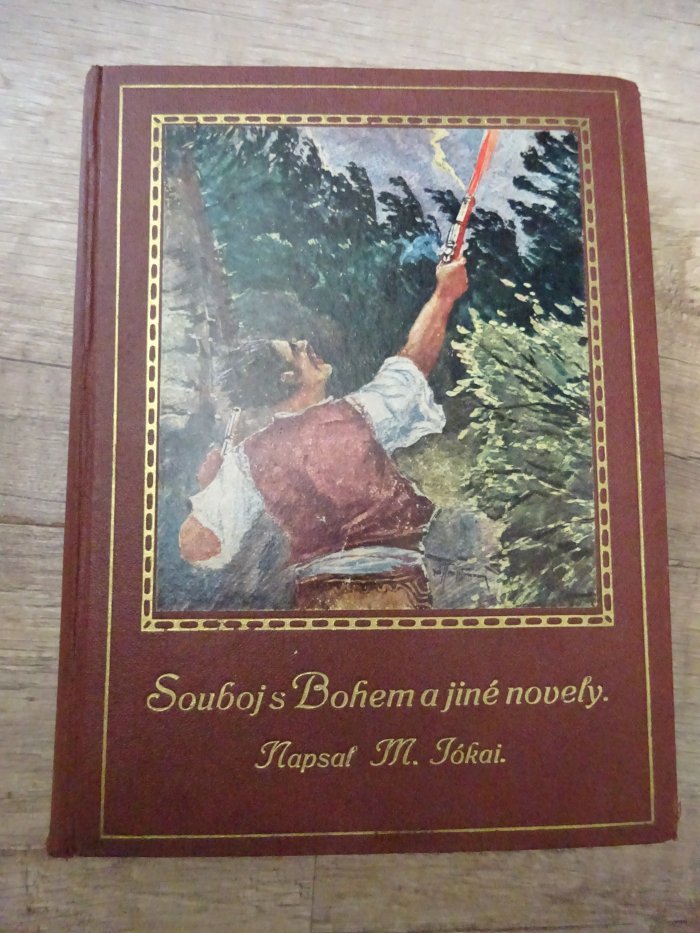 Souboj s Bohem a jiné novely.
Napsal M. Jókai.